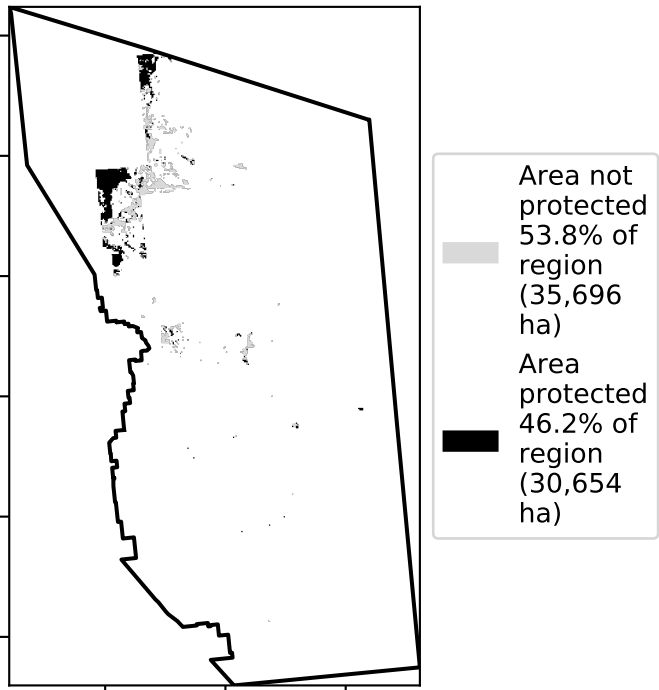 Area not
protected
53.8% of
region
(35,696
ha)
Area
protected
46.2% of
region
(30,654
ha)